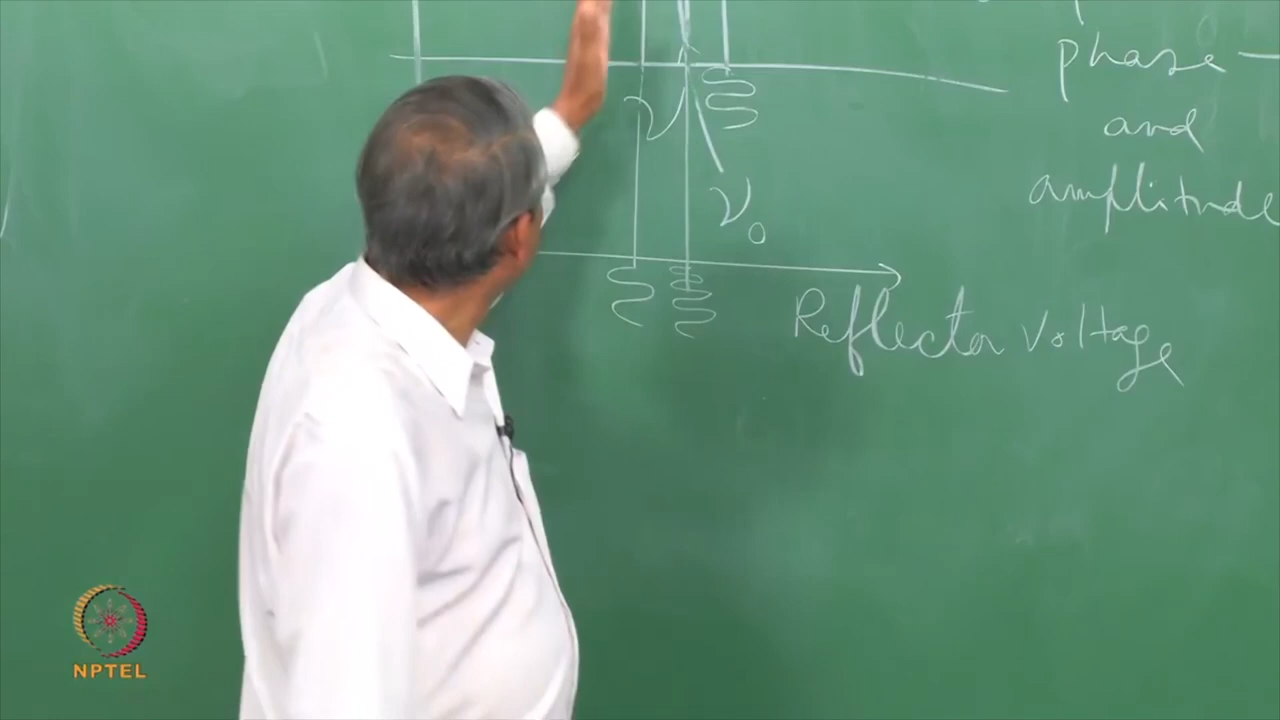 phase
and
amplitude
ν
ν₀
Reflector Voltage
NPTEL